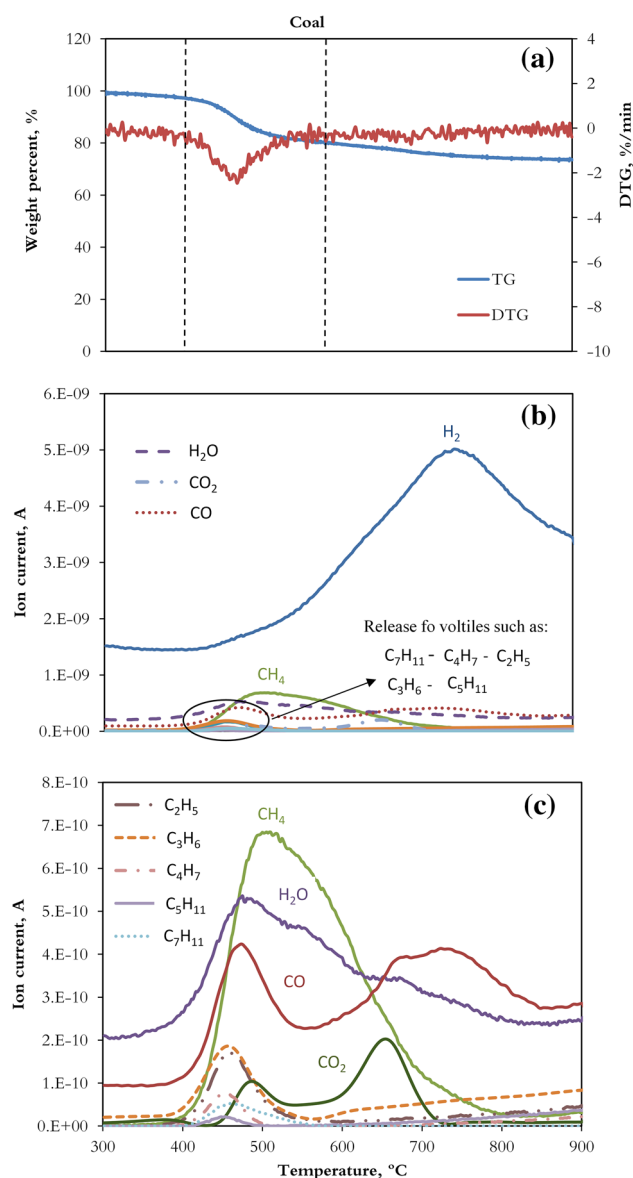 Coal
(a)
120
100
80
60
40
20
0
Weight percent, %
4
2
0
-2
-4
-6
-8
-10
DTG, %/min
TG
DTG
(b)
6.E-09
5.E-09
4.E-09
3.E-09
2.E-09
1.E-09
0.E+00
Ion current, A
H₂O
CO₂
CO
H₂
CH₄
Release fo voltiles such as:
C₇H₁₁ - C₄H₇ - C₂H₅
C₃H₆ - C₅H₁₁
(c)
8.E-10
7.E-10
6.E-10
5.E-10
4.E-10
3.E-10
2.E-10
1.E-10
0.E+00
Ion current, A
C₂H₅
C₃H₆
C₄H₇
C₅H₁₁
C₇H₁₁
CH₄
H₂O
CO
CO₂
300 400 500 600 700 800 900
Temperature, ºC